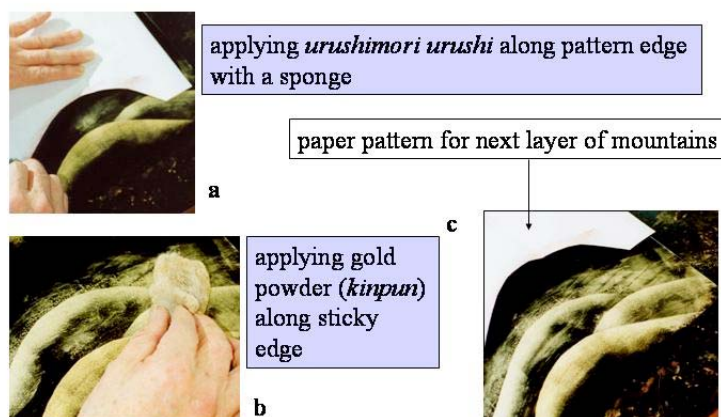 applying urushimori urushi along pattern edge
with a sponge
paper pattern for next layer of mountains
a
c
applying gold
powder (kinpun)
along sticky
edge
b